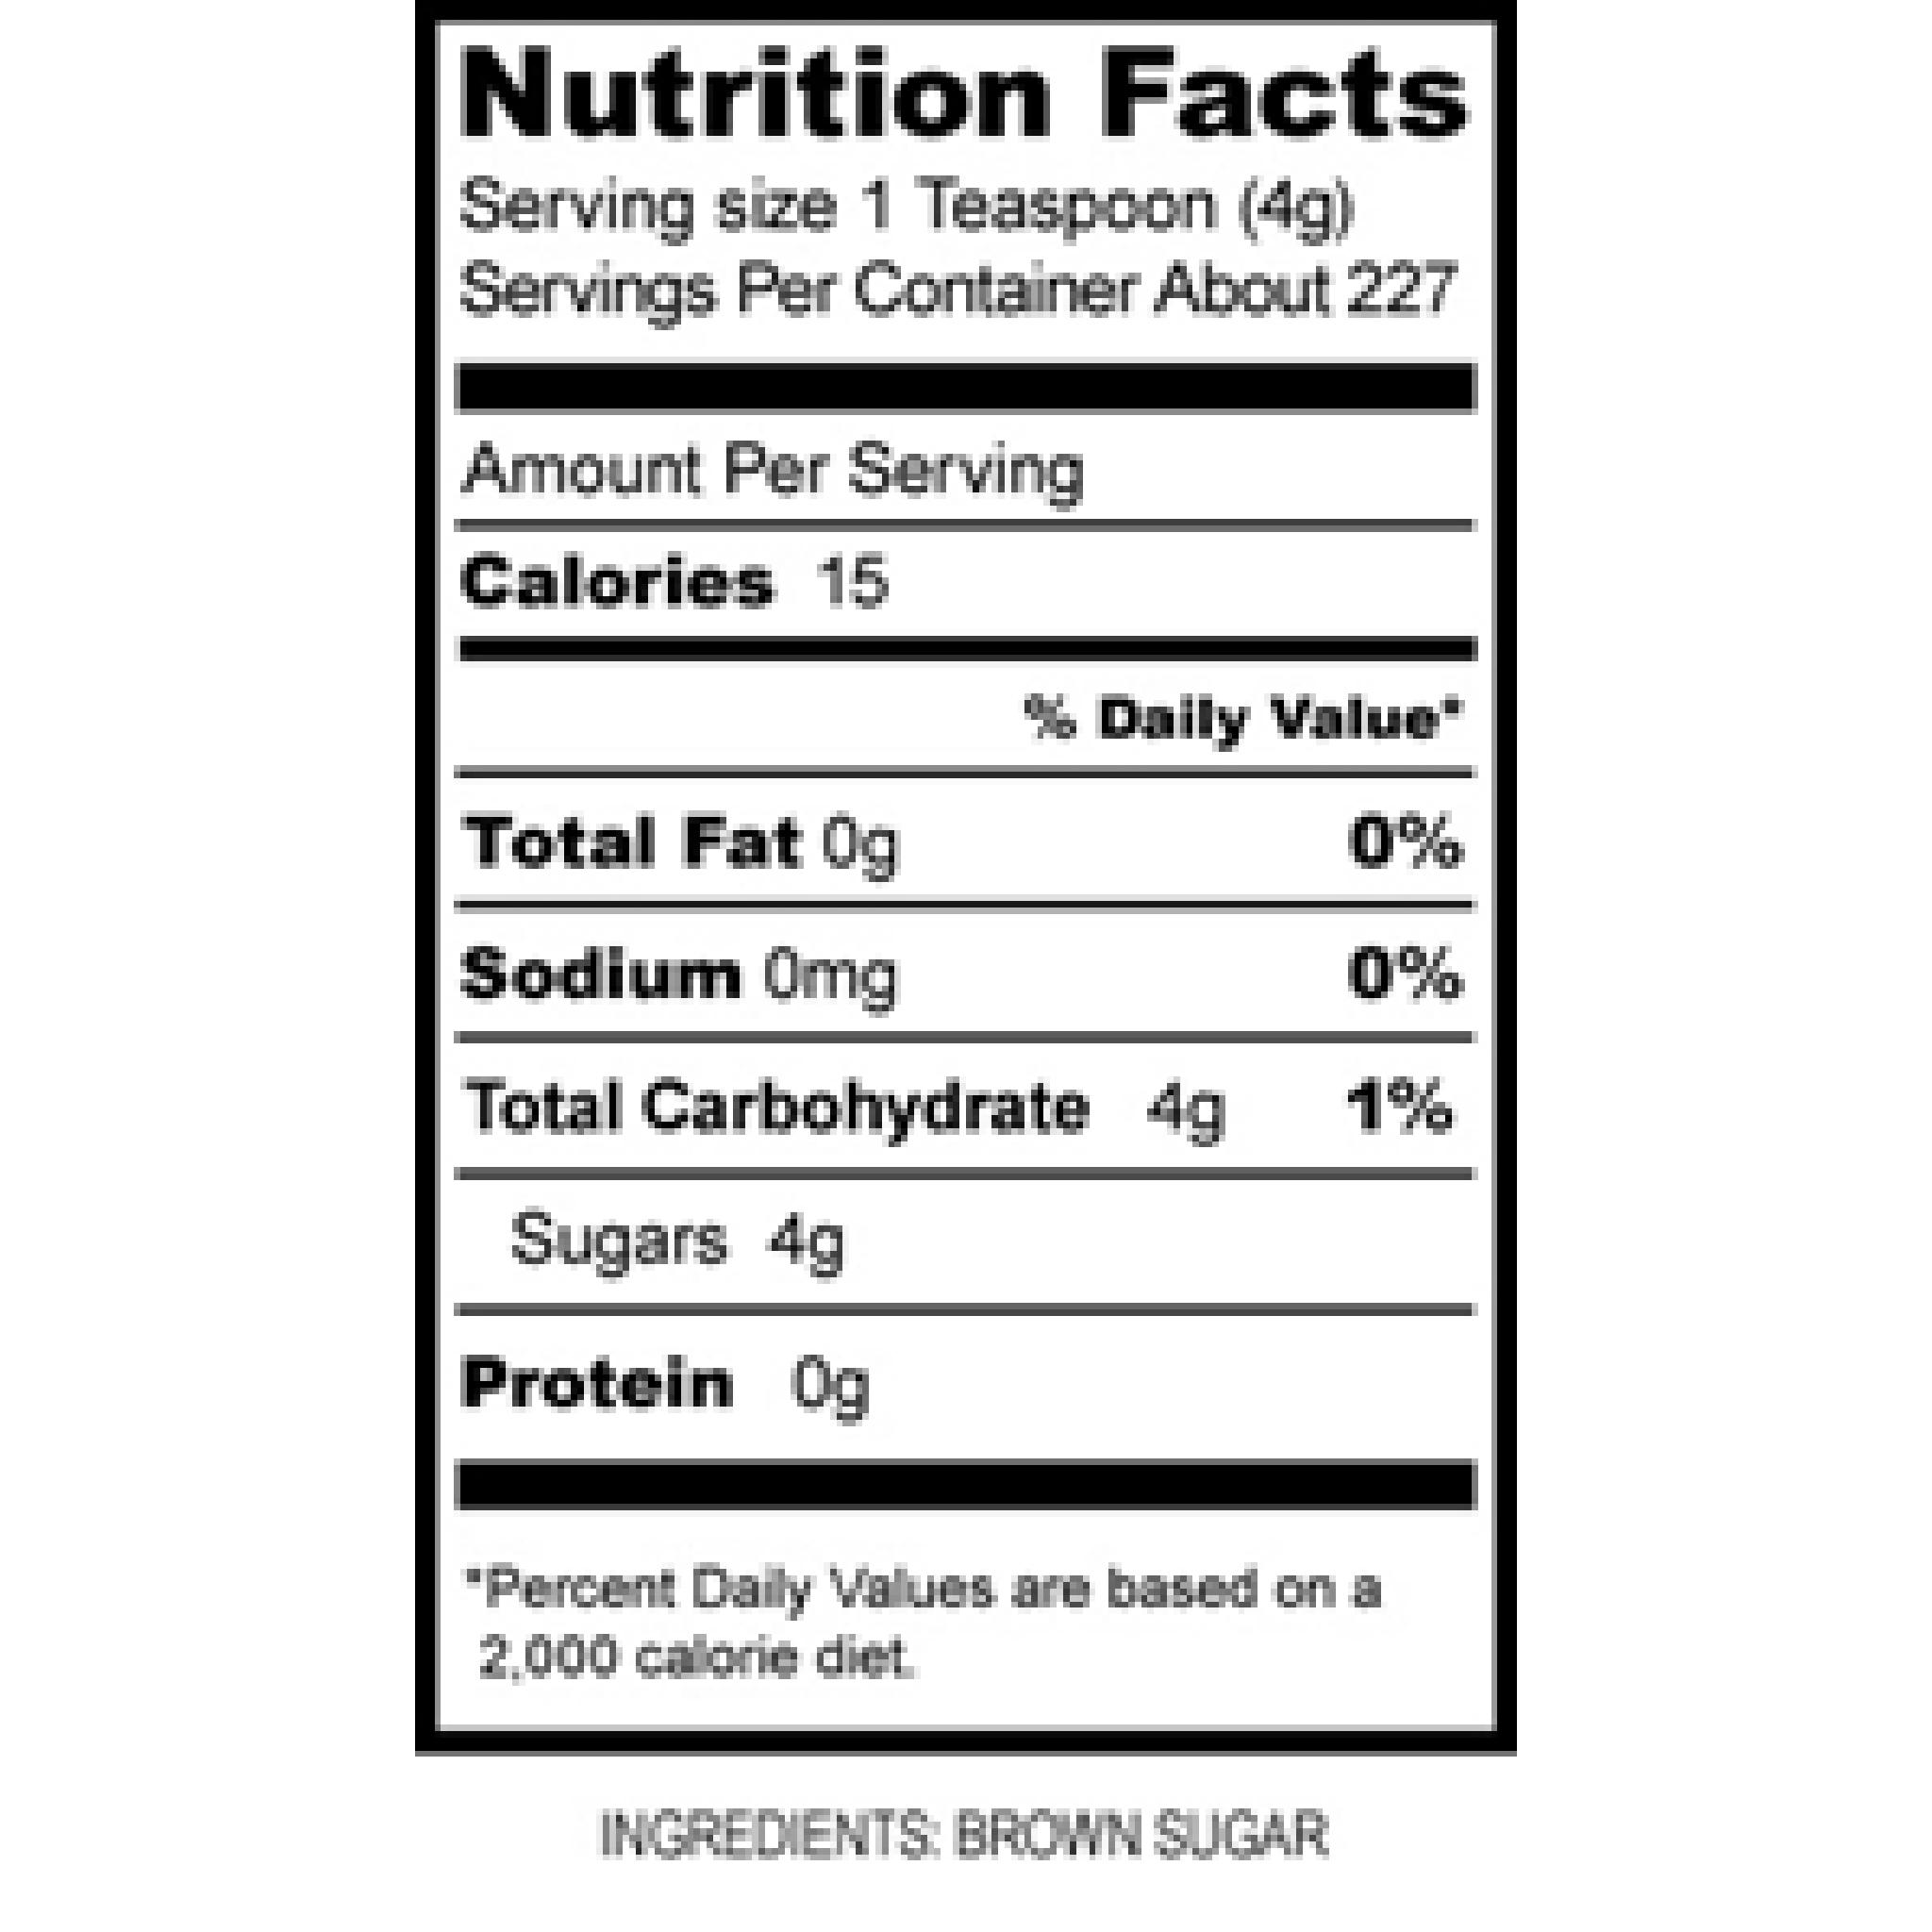 Nutrition Facts
Serving size 1 Teaspoon (4g)
Servings Per Container About 227
Amount Per Serving
Calories 15
% Daily Value*
Total Fat 0g 0%
Sodium 0mg 0%
Total Carbohydrate 4g 1%
Sugars 4g
Protein 0g
*Percent Daily Values are based on a
2,000 calorie diet.
INGREDIENTS: BROWN SUGAR